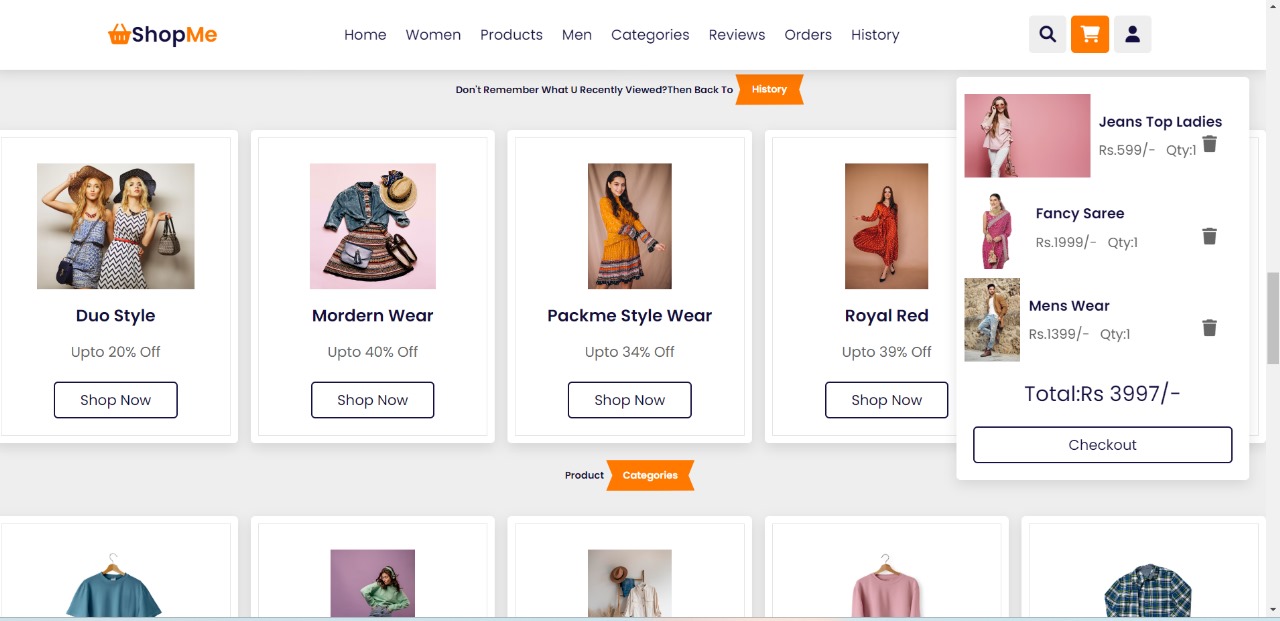 ShopMe
Home Women Products Men Categories Reviews Orders History
Don't Remember What U Recently Viewed?Then Back To History
Jeans Top Ladies
Rs.599/- Qty:1
Fancy Saree
Rs.1999/- Qty:1
Mens Wear
Rs.1399/- Qty:1
Total:Rs 3997/-
Checkout
Duo Style
Upto 20% Off
Shop Now
Mordern Wear
Upto 40% Off
Shop Now
Packme Style Wear
Upto 34% Off
Shop Now
Royal Red
Upto 39% Off
Shop Now
Product Categories